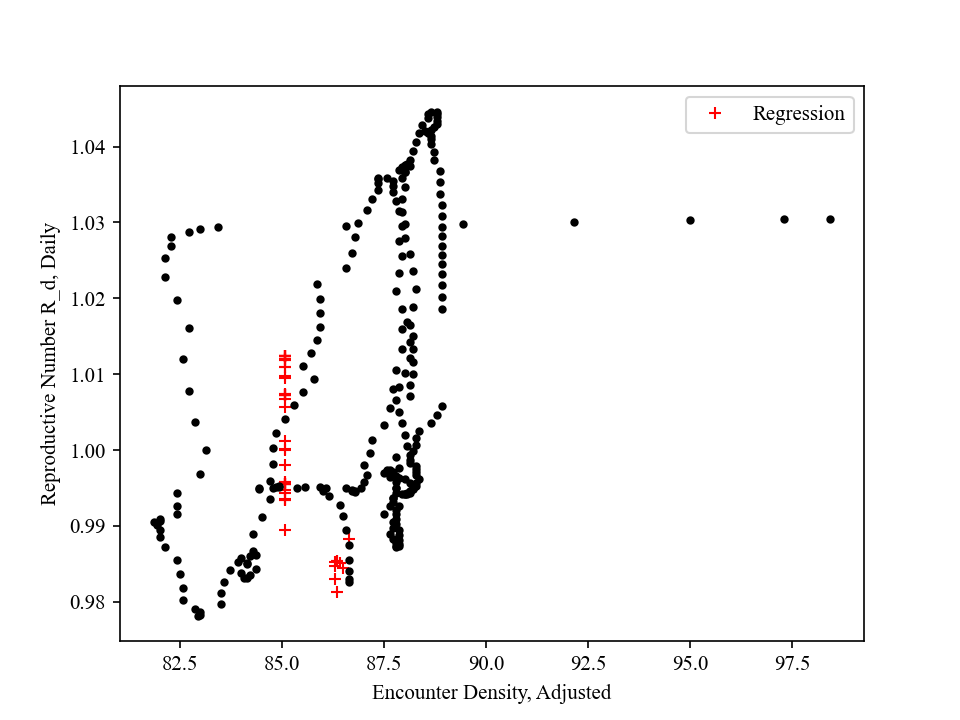 Regression
1.04
1.03
1.02
1.01
1.00
0.99
0.98
Reproductive Number R_d, Daily
82.5 85.0 87.5 90.0 92.5 95.0 97.5
Encounter Density, Adjusted